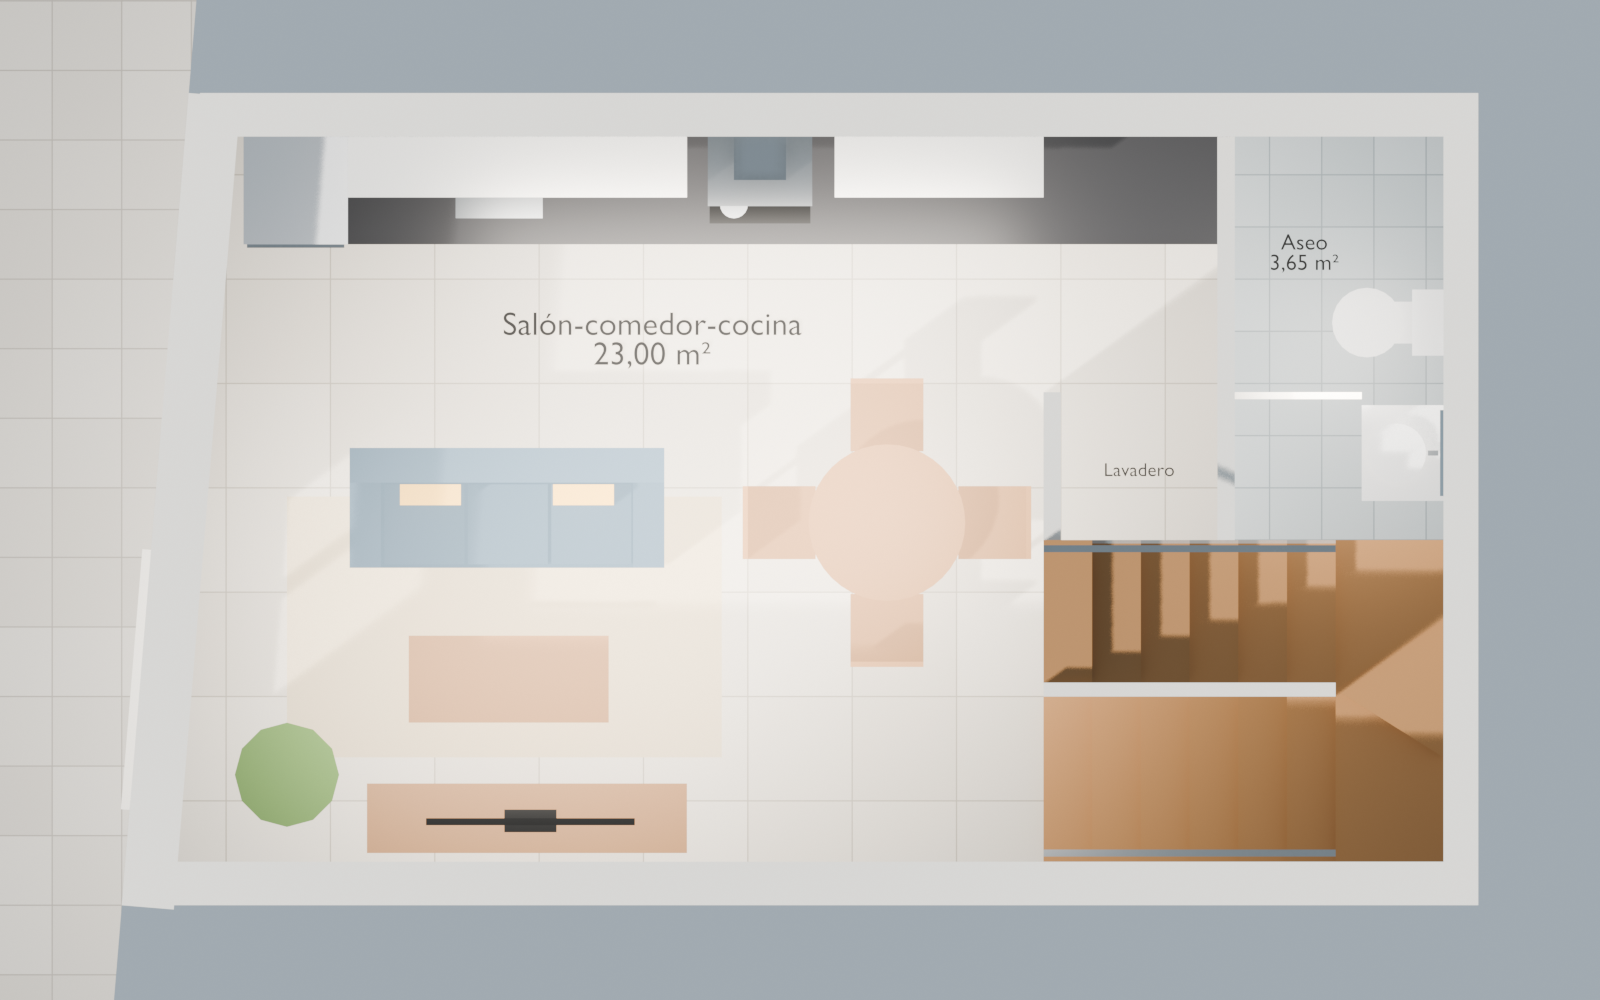 Aseo
3,65 m²
Salón-comedor-cocina
23,00 m²
Lavadero